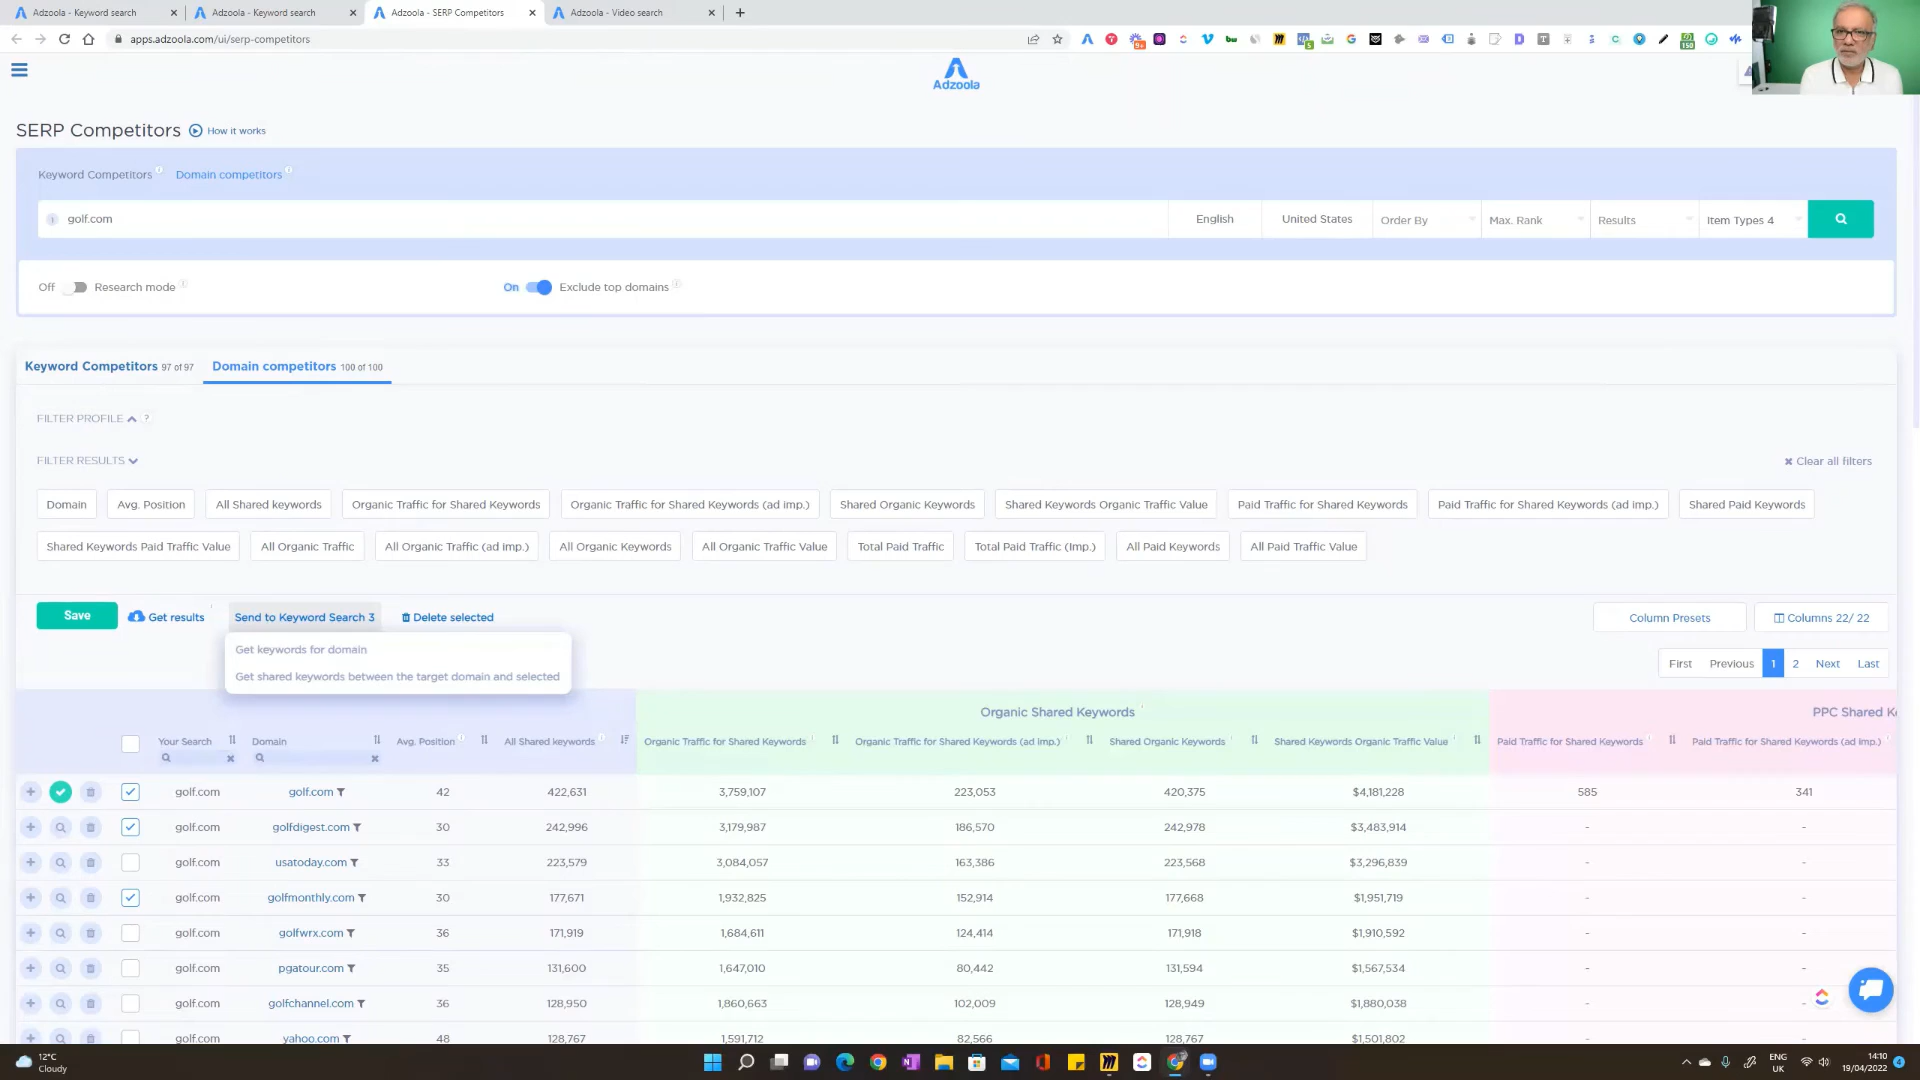 Adzoola - Keyword search
Adzoola - Keyword search
Adzoola - SERP Competitors
Adzoola - Video search
apps.adzoola.com/ui/serp-competitors
Adzoola
SERP Competitors How it works
Keyword Competitors Domain competitors
golf.com English United States Order By Max. Rank Results Item Types 4
Off Research mode On Exclude top domains
Keyword Competitors 97 of 97 Domain competitors 100 of 100
FILTER PROFILE ?
FILTER RESULTS Clear all filters
Domain Avg. Position All Shared keywords Organic Traffic for Shared Keywords Organic Traffic for Shared Keywords (ad imp.) Shared Organic Keywords Shared Keywords Organic Traffic Value Paid Traffic for Shared Keywords Paid Traffic for Shared Keywords (ad imp.) Shared Paid Keywords
Shared Keywords Paid Traffic Value All Organic Traffic All Organic Traffic (ad imp.) All Organic Keywords All Organic Traffic Value Total Paid Traffic Total Paid Traffic (Imp.) All Paid Keywords All Paid Traffic Value
Save Get results Send to Keyword Search 3 Delete selected Column Presets Columns 22/ 22
Get keywords for domain
Get shared keywords between the target domain and selected
First Previous 1 2 Next Last
Organic Shared Keywords PPC Shared K
Your Search Domain Avg. Position All Shared keywords Organic Traffic for Shared Keywords Organic Traffic for Shared Keywords (ad imp.) Shared Organic Keywords Shared Keywords Organic Traffic Value Paid Traffic for Shared Keywords Paid Traffic for Shared Keywords (ad imp.)
golf.com golf.com 42 422,631 3,759,107 223,053 420,375 $4,181,228 585 341
golf.com golfdigest.com 30 242,996 3,179,987 186,570 242,978 $3,483,914 - -
golf.com usatoday.com 33 223,579 3,084,057 163,386 223,568 $3,296,839 - -
golf.com golfmonthly.com 30 177,671 1,932,825 152,914 177,668 $1,951,719 - -
golf.com golfwrx.com 36 171,919 1,684,611 124,414 171,918 $1,910,592 - -
golf.com pgatour.com 35 131,600 1,647,010 80,442 131,594 $1,567,534 - -
golf.com golfchannel.com 36 128,950 1,860,663 102,009 128,949 $1,880,038 - -
golf.com yahoo.com 48 128,767 1,591,712 82,566 128,767 $1,501,802 - -
12°C
Cloudy
ENG
UK
14:10
19/04/2022